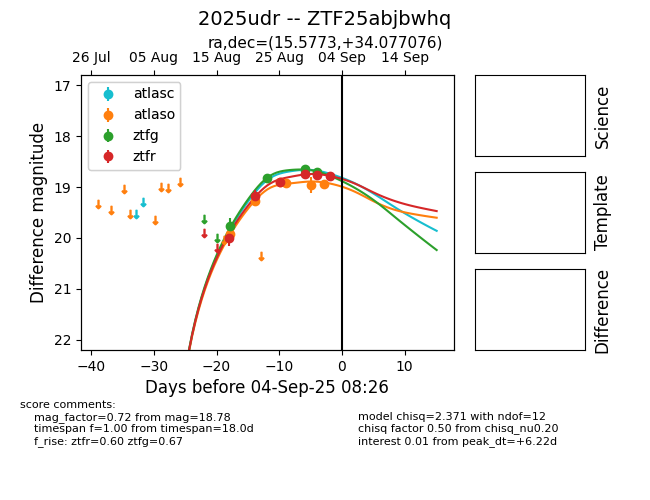 2025udr -- ZTF25abjbwhq
ra,dec=(15.5773,+34.077076)
26 Jul 05 Aug 15 Aug 25 Aug 04 Sep 14 Sep
17
18
19
20
21
22
Difference magnitude
atlasc
atlaso
ztfg
ztfr
−40 −30 −20 −10 0 10
Days before 04-Sep-25 08:26
Science
Template
Difference
score comments:
mag_factor=0.72 from mag=18.78
timespan f=1.00 from timespan=18.0d
f_rise: ztfr=0.60 ztfg=0.67
model chisq=2.371 with ndof=12
chisq factor 0.50 from chisq_nu0.20
interest 0.01 from peak_dt=+6.22d